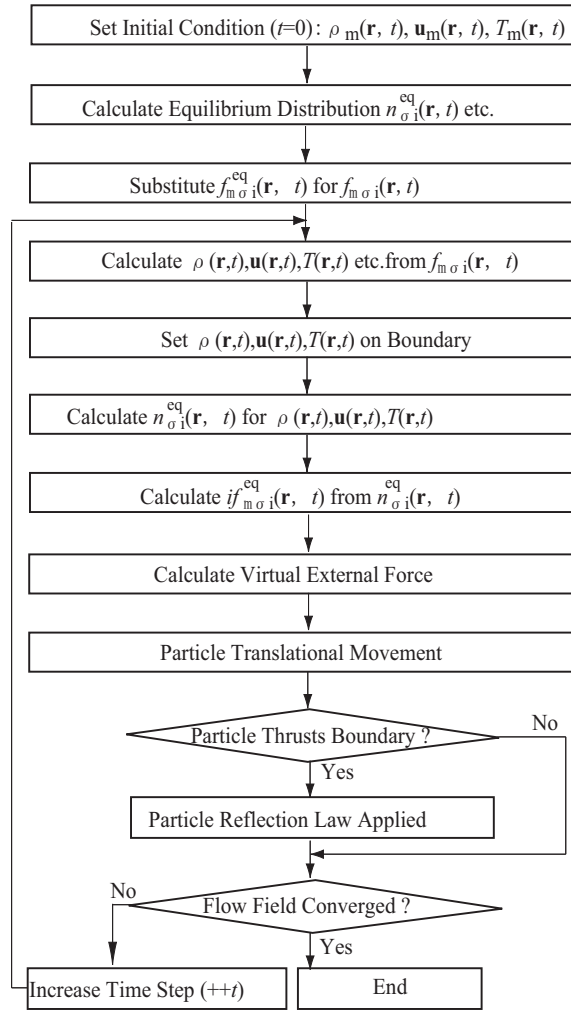 Set Initial Condition (t=0) : ρ m(r, t), um(r, t), Tm(r, t)
Calculate Equilibrium Distribution n eq σ i(r, t) etc.
Substitute f eq m σ i(r, t) for fm σ i(r, t)
Calculate ρ (r,t),u(r,t),T(r,t) etc.from fm σ i(r, t)
Set ρ (r,t),u(r,t),T(r,t) on Boundary
Calculate n eq σ i(r, t) for ρ (r,t),u(r,t),T(r,t)
Calculate if eq m σ i(r, t) from n eq σ i(r, t)
Calculate Virtual External Force
Particle Translational Movement
Particle Thrusts Boundary ?
No
Yes
Particle Reflection Law Applied
No
Flow Field Converged ?
Yes
Increase Time Step (++t)
End